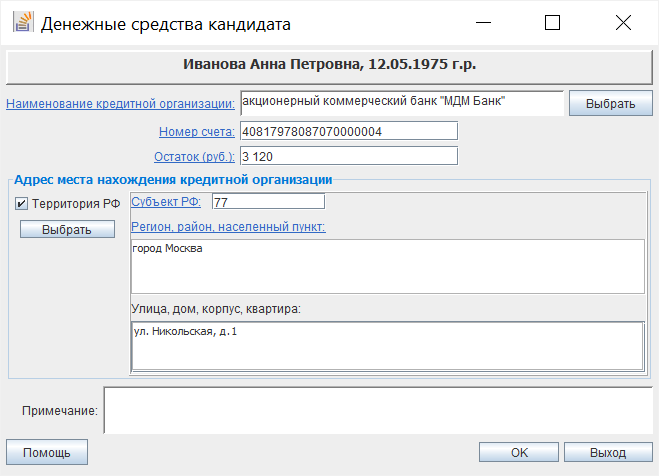 Денежные средства кандидата
Иванова Анна Петровна, 12.05.1975 г.р.
Наименование кредитной организации: акционерный коммерческий банк "МДМ Банк" Выбрать
Номер счета: 40817978087070000004
Остаток (руб.): 3 120
Адрес места нахождения кредитной организации
Территория РФ Субъект РФ: 77
Выбрать Регион, район, населенный пункт:
город Москва
Улица, дом, корпус, квартира:
ул. Никольская, д.1
Примечание:
Помощь OK Выход